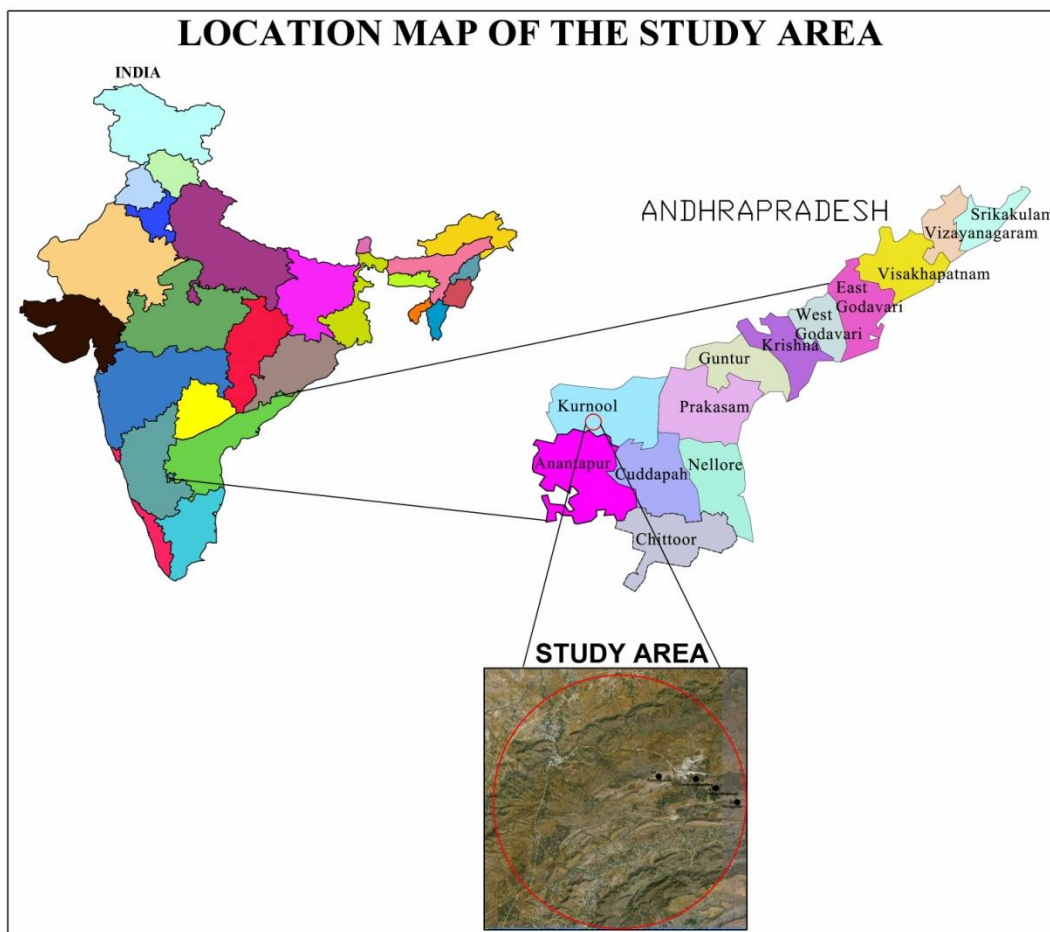 LOCATION MAP OF THE STUDY AREA
INDIA
ANDHRAPRADESH
Srikakulam
Vizayanagaram
Visakhapatnam
East
Godavari
West
Godavari
Krishna
Guntur
Prakasam
Kurnool
Anantapur
Cuddapah
Nellore
Chittoor
STUDY AREA